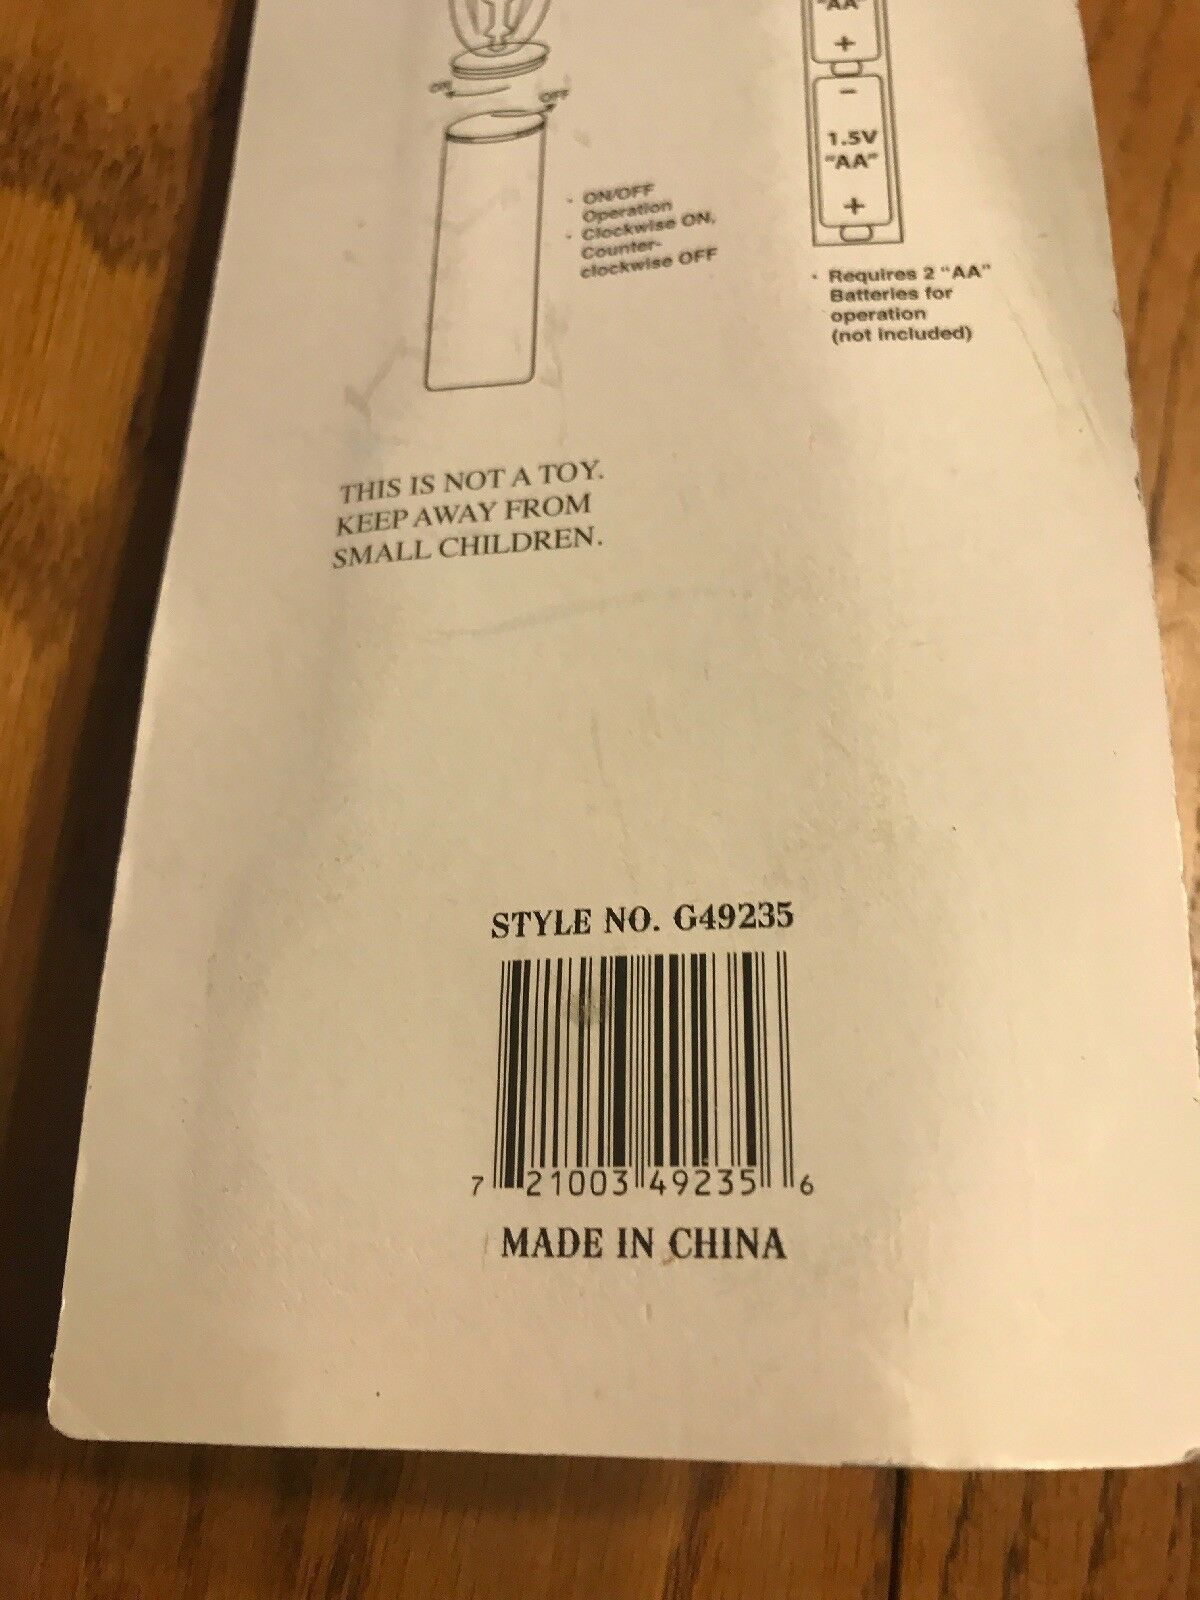 "AA"
+
ON
OFF
−
1.5V
"AA"
+
· ON/OFF
Operation
· Clockwise ON,
Counter-
clockwise OFF
· Requires 2 "AA"
Batteries for
operation
(not included)
THIS IS NOT A TOY.
KEEP AWAY FROM
SMALL CHILDREN.
STYLE NO. G49235
7 21003 49235 6
MADE IN CHINA